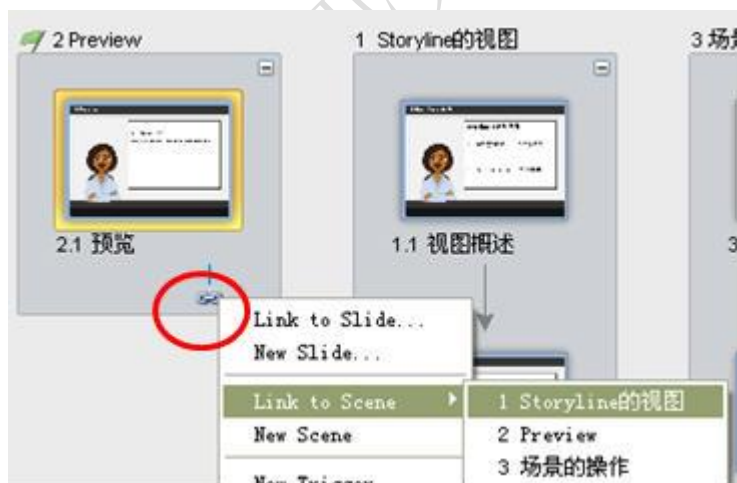 2 Preview
1 Storyline的视图
3 场
2.1 预览
1.1 视图概述
3
Link to Slide...
New Slide...
Link to Scene
New Scene
New Trigger
1 Storyline的视图
2 Preview
3 场景的操作